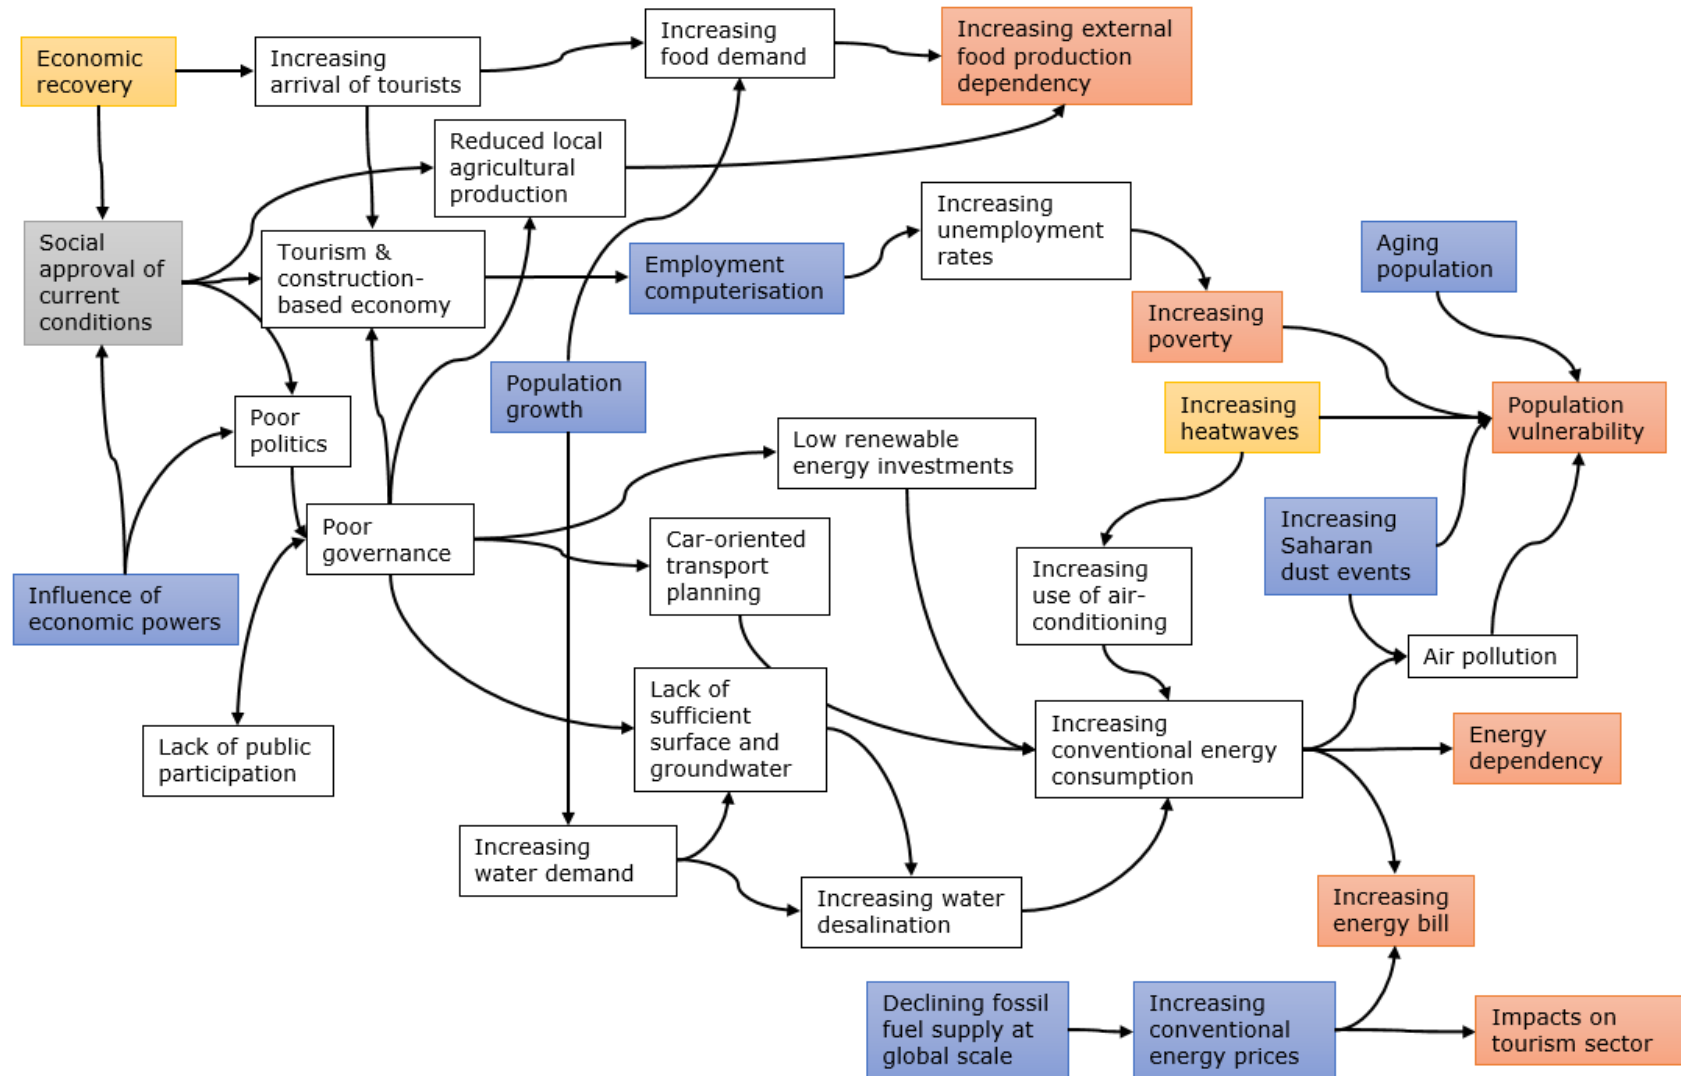 Economic
recovery
Increasing
arrival of tourists
Increasing
food demand
Increasing external
food production
dependency
Reduced local
agricultural
production
Social
approval of
current
conditions
Tourism &
construction-
based economy
Employment
computerisation
Increasing
unemployment
rates
Aging
population
Increasing
poverty
Population
growth
Poor
politics
Low renewable
energy investments
Increasing
heatwaves
Population
vulnerability
Poor
governance
Car-oriented
transport
planning
Increasing
Saharan
dust events
Influence of
economic powers
Increasing
use of air-
conditioning
Air pollution
Lack of public
participation
Lack of
sufficient
surface and
groundwater
Increasing
conventional energy
consumption
Energy
dependency
Increasing
water demand
Increasing water
desalination
Increasing
energy bill
Declining fossil
fuel supply at
global scale
Increasing
conventional
energy prices
Impacts on
tourism sector